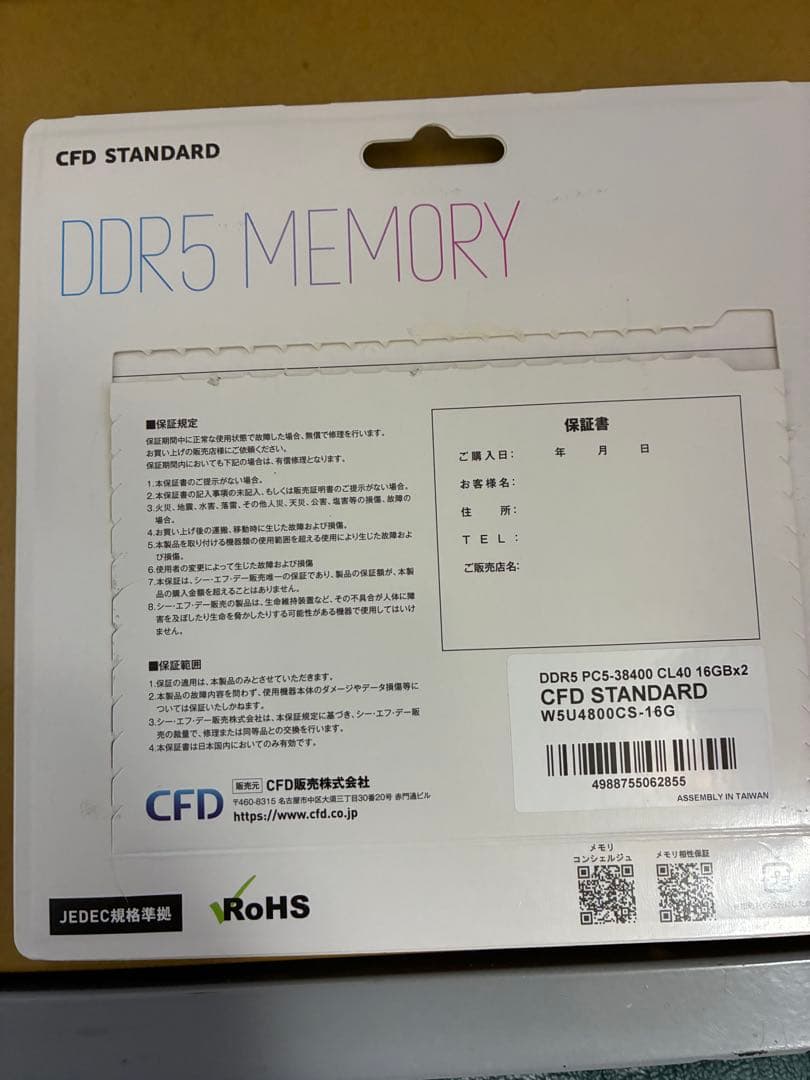 CFD STANDARD
DDR5 MEMORY
■保証規定
保証期間中に正常な使用状態で故障した場合、無償で修理を行います。
お買い上げの販売店様にご依頼ください。
保証期間内においても下記の場合は、有償修理となります。
1.本保証書のご提示がない場合。
2.本保証書の記入事項の未記入、もしくは販売証明書のご提示がない場合。
3.火災、地震、水害、落雷、その他人災、天災、公害、塩害等の損傷、故障の
場合。
4.お買い上げ後の運搬、移動時に生じた故障および損傷。
5.本製品を取り付ける機器類の使用範囲を超える使用により生じた故障およ
び損傷。
6.使用者の変更によって生じた故障および損傷
7.本保証は、シー・エフ・デー販売唯一の保証であり、製品の保証額が、本製
品の購入金額を超えることはありません。
8.シー・エフ・デー販売の製品は、生命維持装置など、その不具合が人体に障
害を及ぼしたり生命を脅かしたりする可能性がある機器で使用してはいけ
ません。
■保証範囲
1.保証の適用は、本製品のみとさせていただきます。
2.本製品の故障内容を問わず、使用機器本体のダメージやデータ損傷等に
ついては保証いたしかねます。
3.シー・エフ・デー販売株式会社は、本保証規定に基づき、シー・エフ・デー販
売の裁量で、修理または同等品との交換を行います。
4.本保証書は日本国内においてのみ有効です。
CFD
販売元 CFD販売株式会社
〒460-8315 名古屋市中区大須三丁目30番20号 赤門通ビル
https://www.cfd.co.jp
保証書
ご購入日: 年 月 日
お客様名:
住 所:
TEL:
ご販売店名:
DDR5 PC5-38400 CL40 16GBx2
CFD STANDARD
W5U4800CS-16G
4988755062855
ASSEMBLY IN TAIWAN
JEDEC規格準拠
RoHS
メモリ
コンシェルジュ
メモリ相性保証